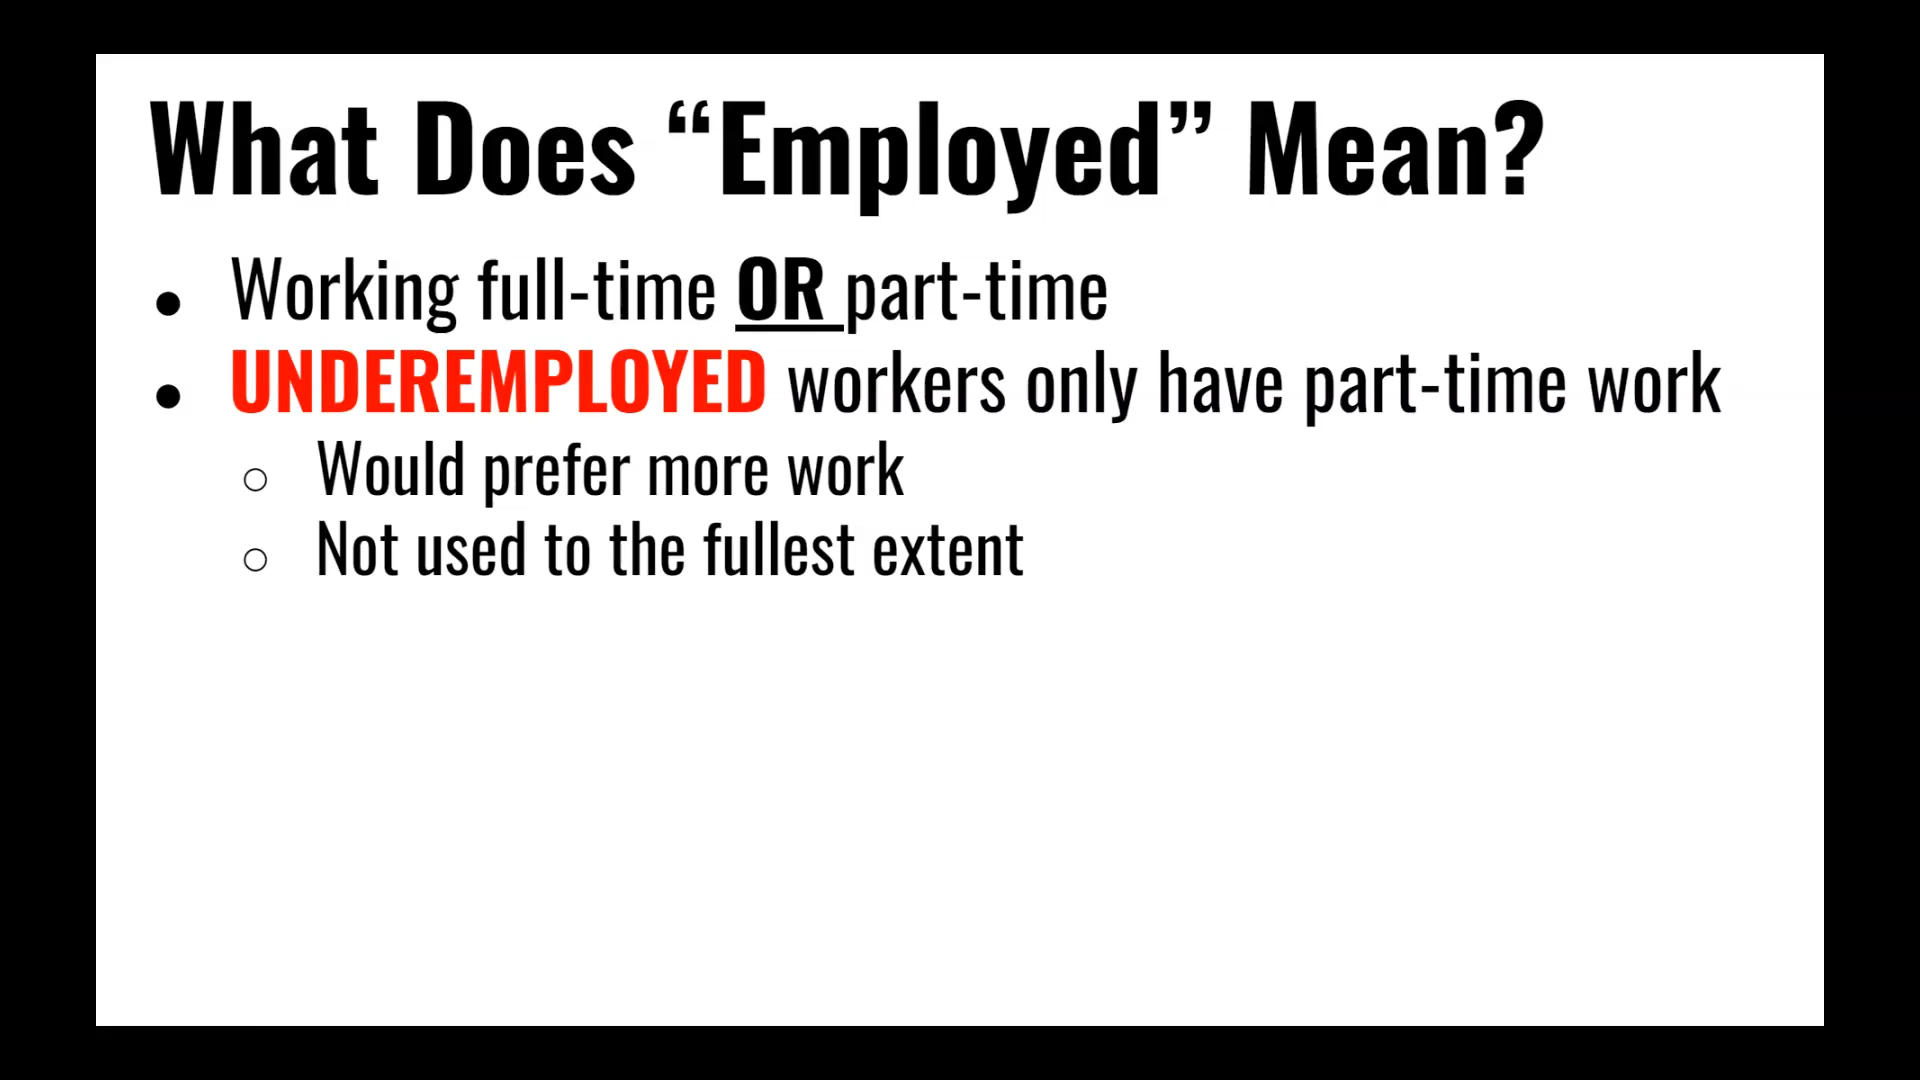 What Does “Employed” Mean?
● Working full-time OR part-time
● UNDEREMPLOYED workers only have part-time work
○ Would prefer more work
○ Not used to the fullest extent